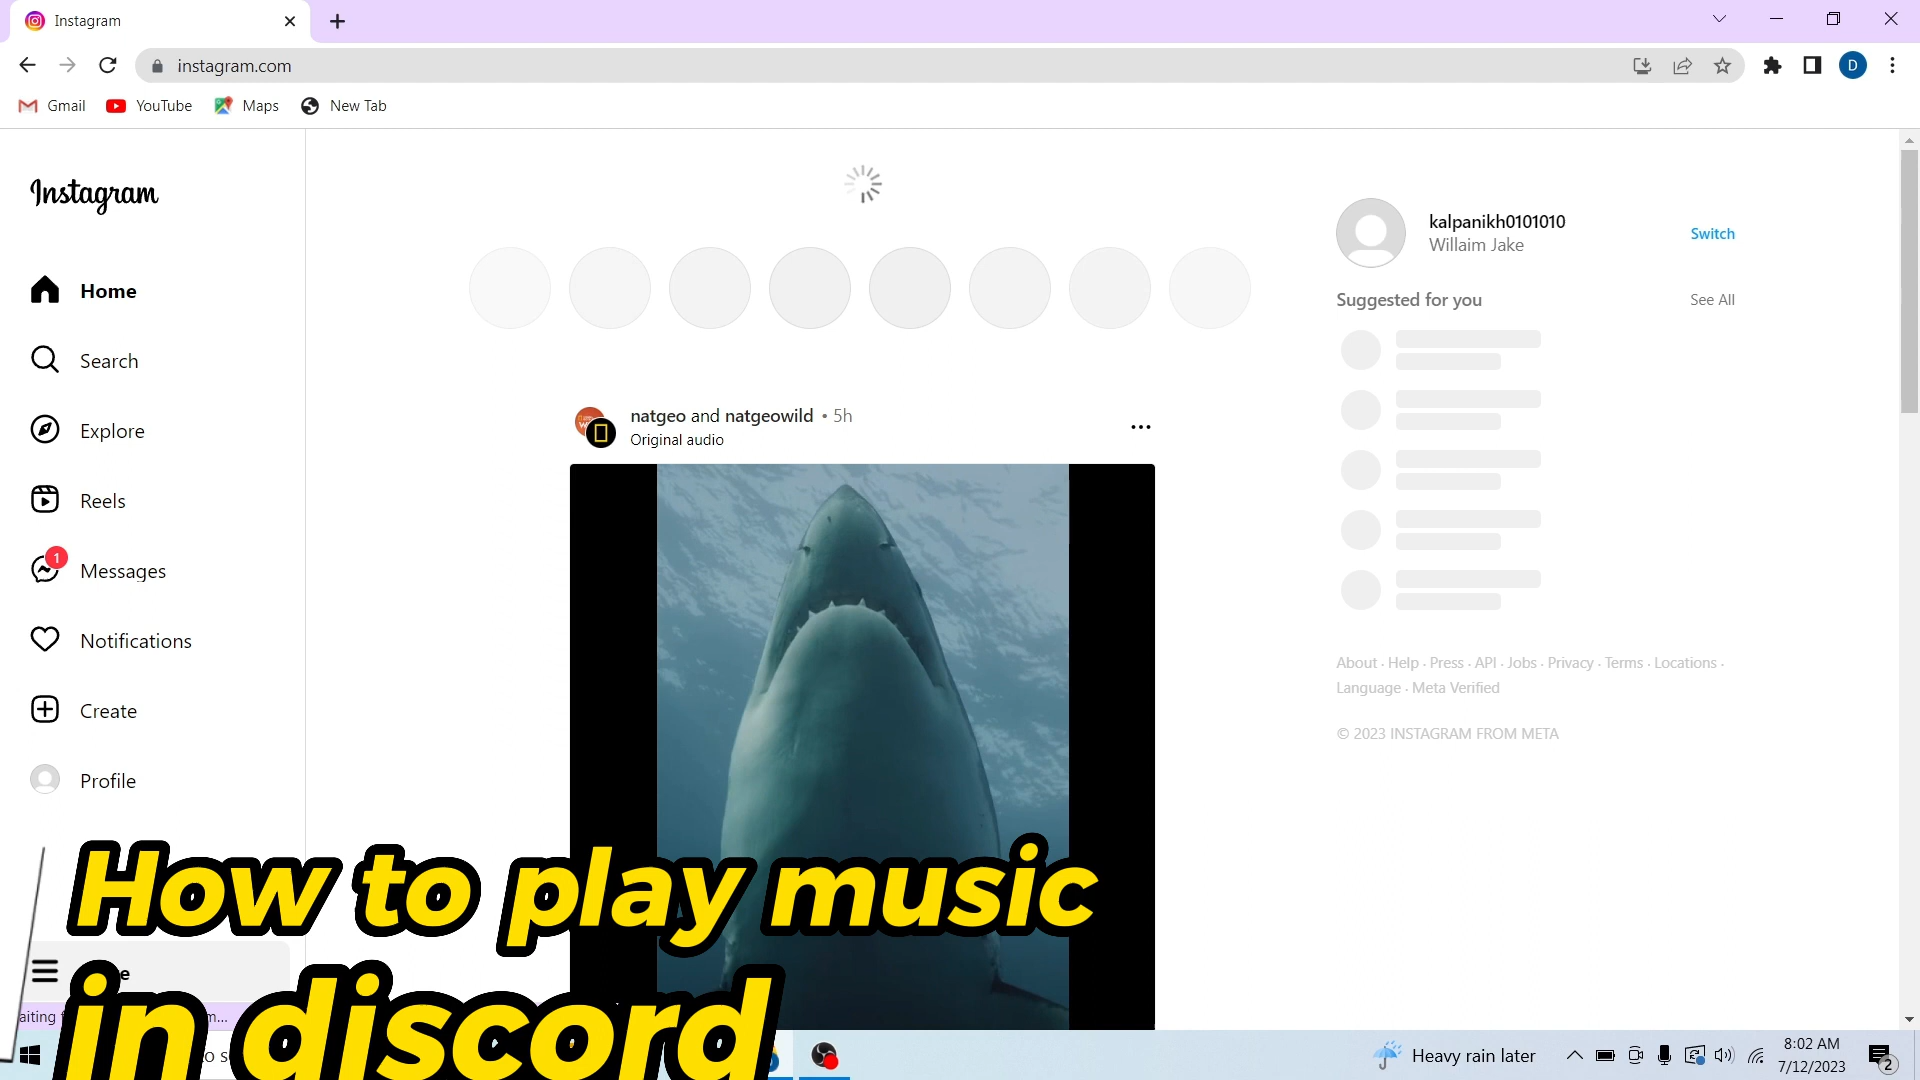 Instagram
instagram.com
Gmail YouTube Maps New Tab
D
Instagram
Home
Search
Explore
Reels
1
Messages
Notifications
Create
Profile
natgeo and natgeowild • 5h
Original audio
kalpanikh0101010
Willaim Jake
Switch
Suggested for you
See All
About · Help · Press · API · Jobs · Privacy · Terms · Locations ·
Language · Meta Verified
© 2023 INSTAGRAM FROM META
How to play music
in discord
Heavy rain later
8:02 AM
7/12/2023
2